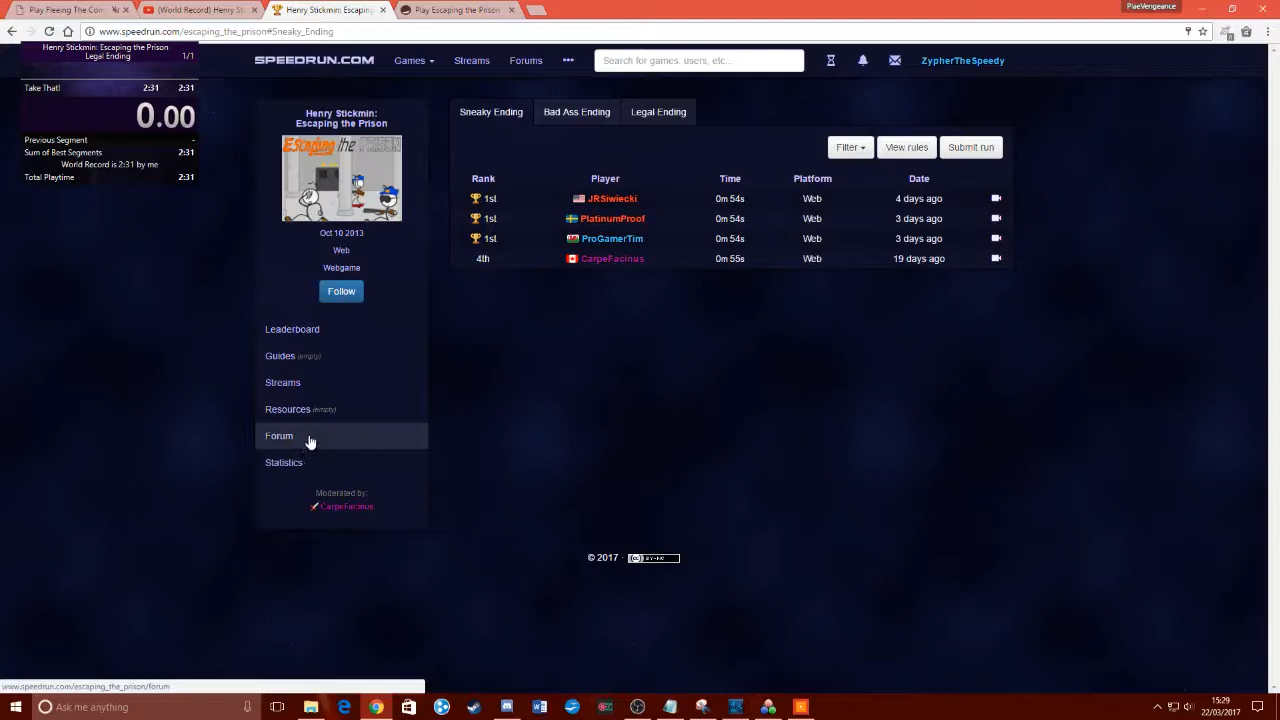 Play Fleeing The Com
(World Record) Henry St
Henry Stickmin: Escaping
Play Escaping the Prison
PiaeVengeance
www.speedrun.com/escaping_the_prison#Sneaky_Ending
Henry Stickmin: Escaping the Prison
Legal Ending 1/1
Take That! 2:31 2:31
0.00
Previous Segment -
Sum of Best Segments 2:31
World Record is 2:31 by me
Total Playtime 2:31
SPEEDRUN.COM
Games
Streams
Forums
Search for games, users, etc...
ZypherTheSpeedy
Henry Stickmin:
Escaping the Prison
EScaping the PRISON
Oct 10 2013
Web
Webgame
Follow
Leaderboard
Guides (empty)
Streams
Resources (empty)
Forum
Statistics
Moderated by:
CarpeFacinus
Sneaky Ending Bad Ass Ending Legal Ending
Filter View rules Submit run
Rank Player Time Platform Date
1st JRSiwiecki 0m 54s Web 4 days ago
1st PlatinumProof 0m 54s Web 3 days ago
1st ProGamerTim 0m 54s Web 3 days ago
4th CarpeFacinus 0m 55s Web 19 days ago
© 2017 ·
www.speedrun.com/escaping_the_prison/forum
Ask me anything
15:29
22/03/2017